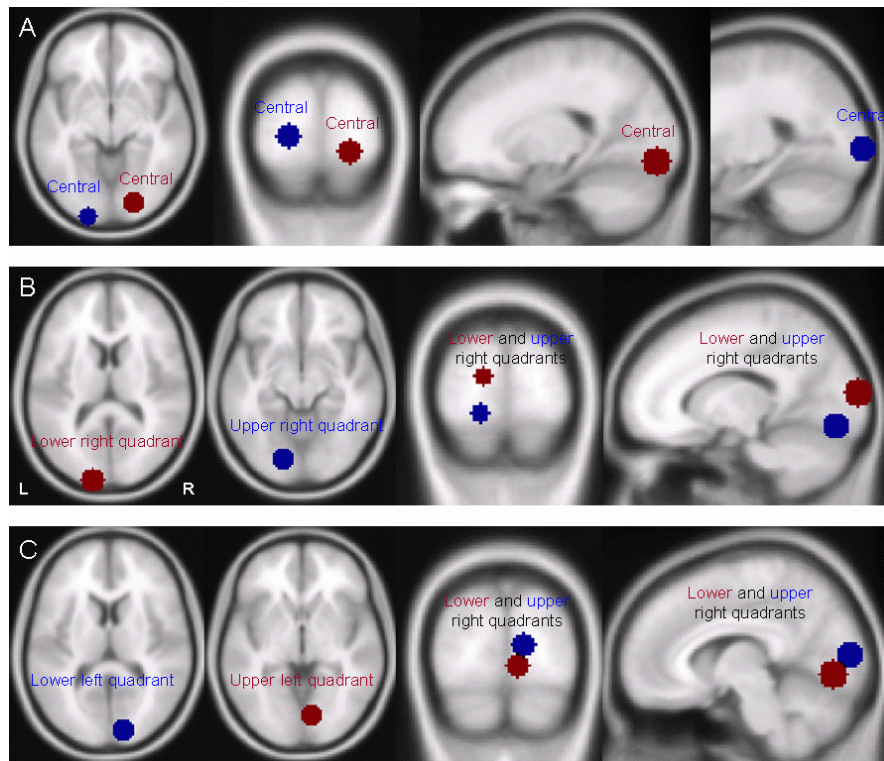 A
Central
Central
Central
Central
Central
Central
B
Lower right quadrant
Upper right quadrant
Lower and upper
right quadrants
Lower and upper
right quadrants
L
R
C
Lower left quadrant
Upper left quadrant
Lower and upper
right quadrants
Lower and upper
right quadrants